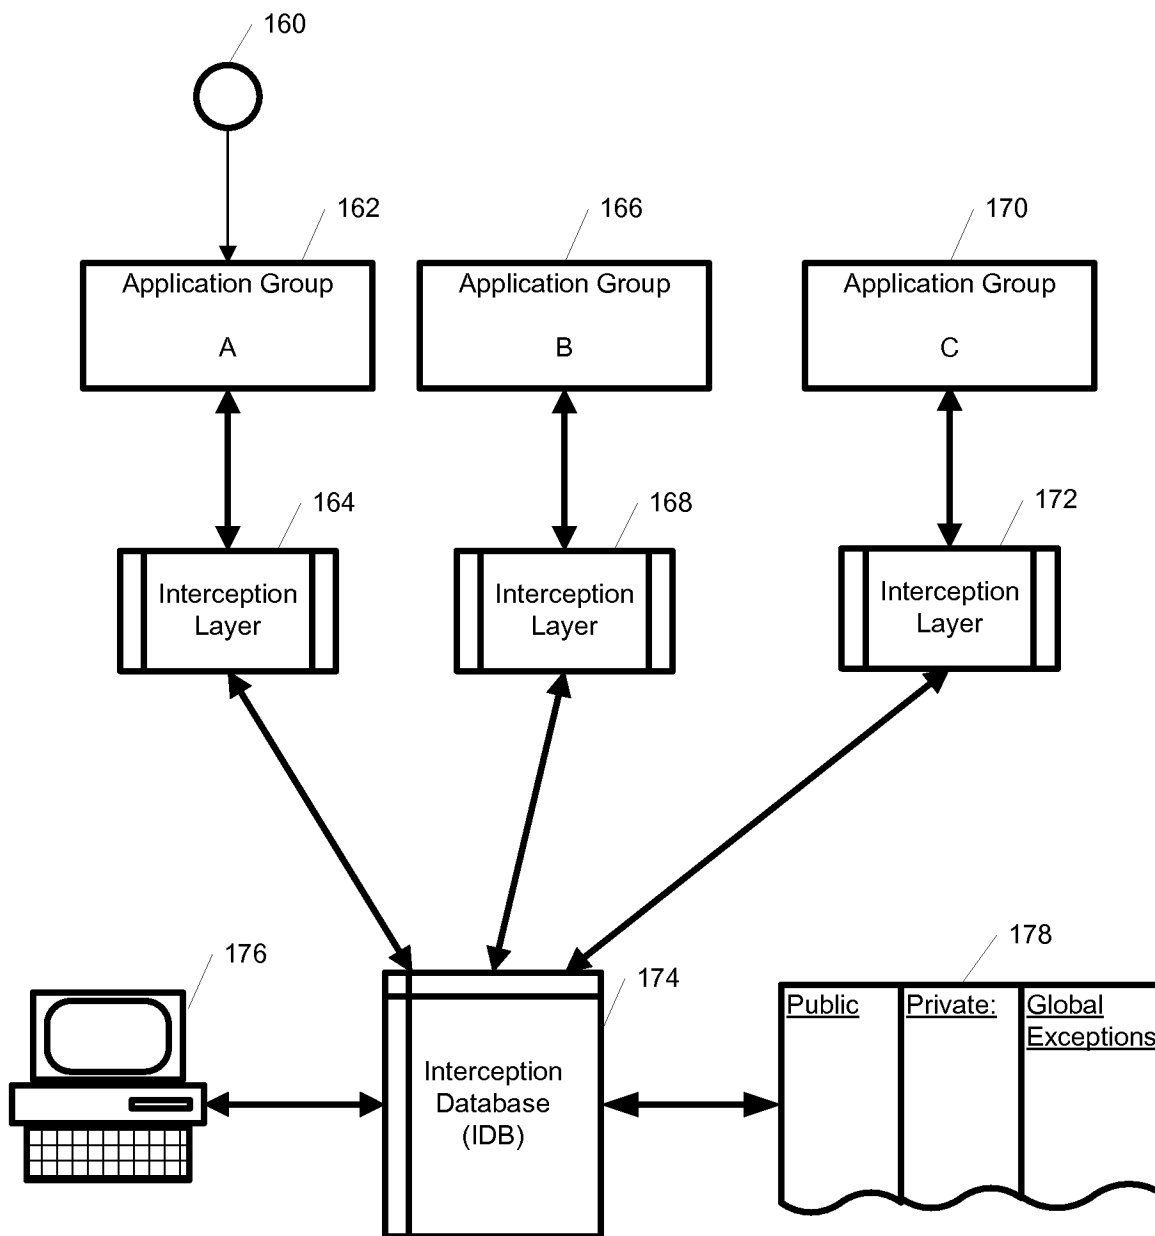 160
162
166
170
Application Group
A
Application Group
B
Application Group
C
164
168
172
Interception
Layer
Interception
Layer
Interception
Layer
176
174
178
Public
Private:
Global
Exceptions
Interception
Database
(IDB)